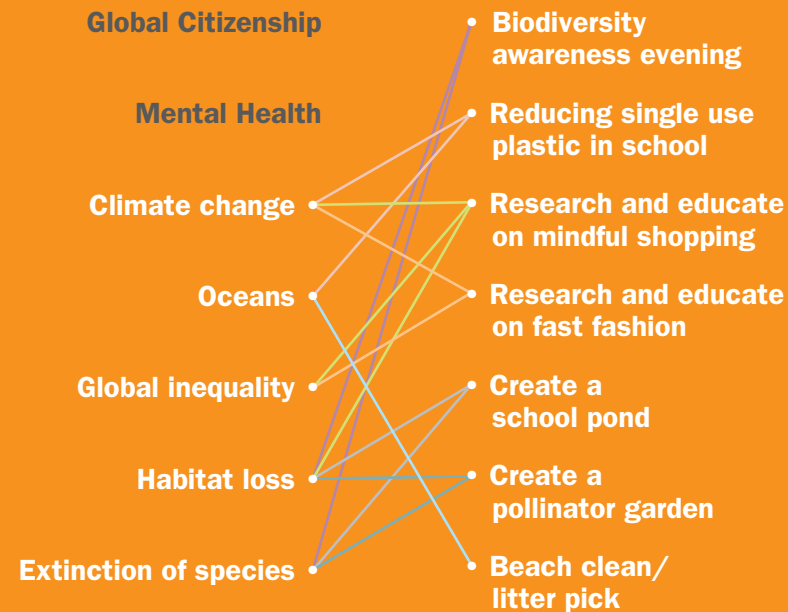 Global Citizenship
Mental Health
Climate change
Oceans
Global inequality
Habitat loss
Extinction of species
Biodiversity
awareness evening
Reducing single use
plastic in school
Research and educate
on mindful shopping
Research and educate
on fast fashion
Create a
school pond
Create a
pollinator garden
Beach clean/
litter pick